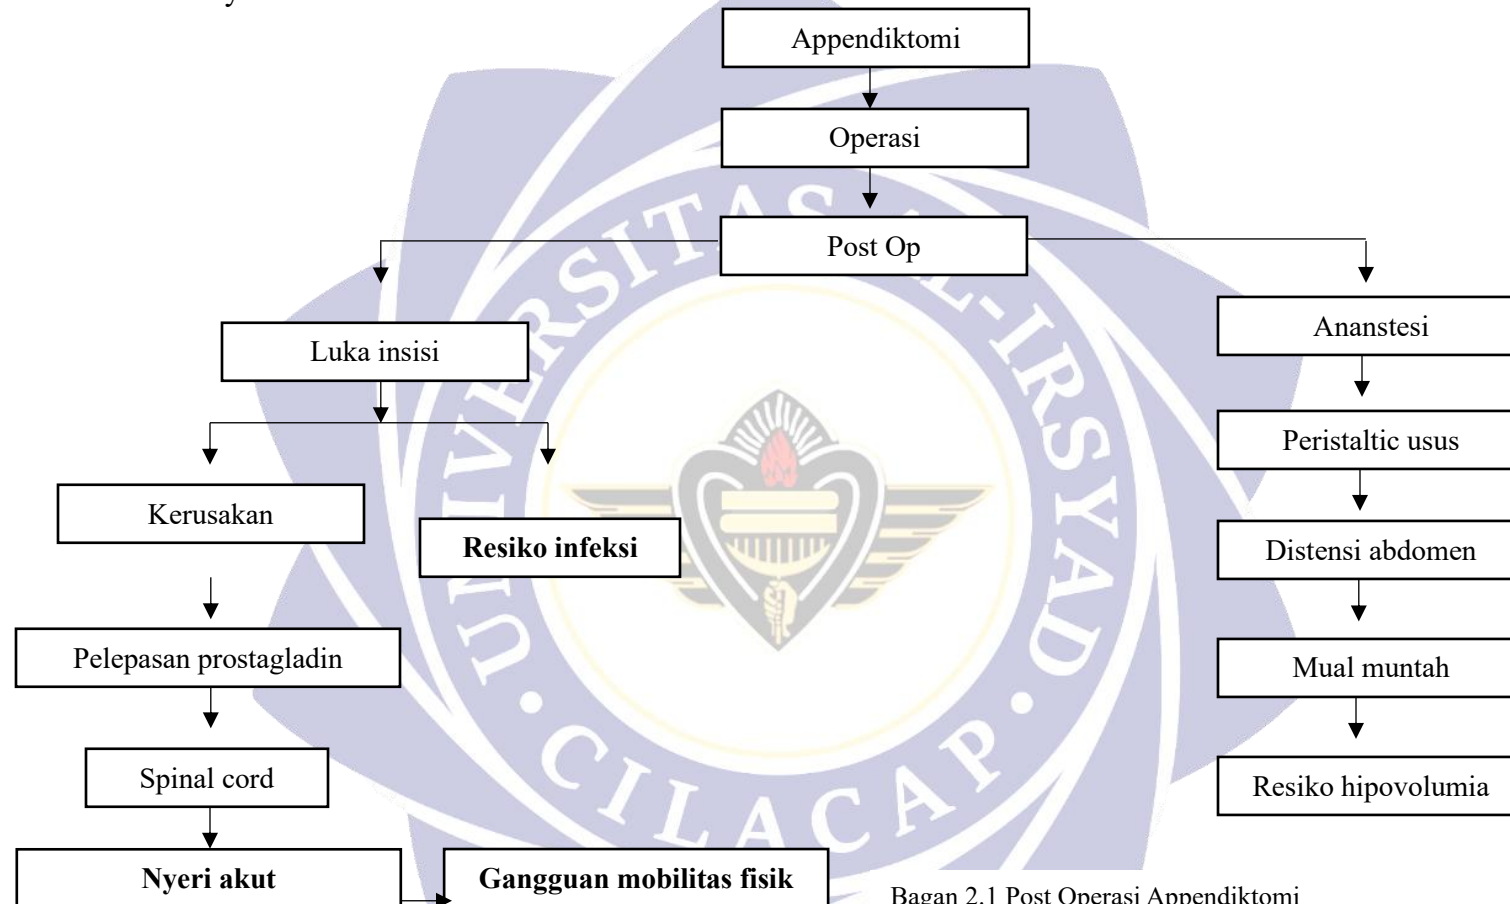 Appendiktomi
Operasi
Post Op
Luka insisi
Ananstesi
Kerusakan
Resiko infeksi
Peristaltic usus
Distensi abdomen
Pelepasan prostagladin
Mual muntah
Spinal cord
Resiko hipovolumia
Nyeri akut
Gangguan mobilitas fisik
Bagan 2.1 Post Operasi Appendiktomi
UNIVERSITAS AL-IRSYAD
CILACAP